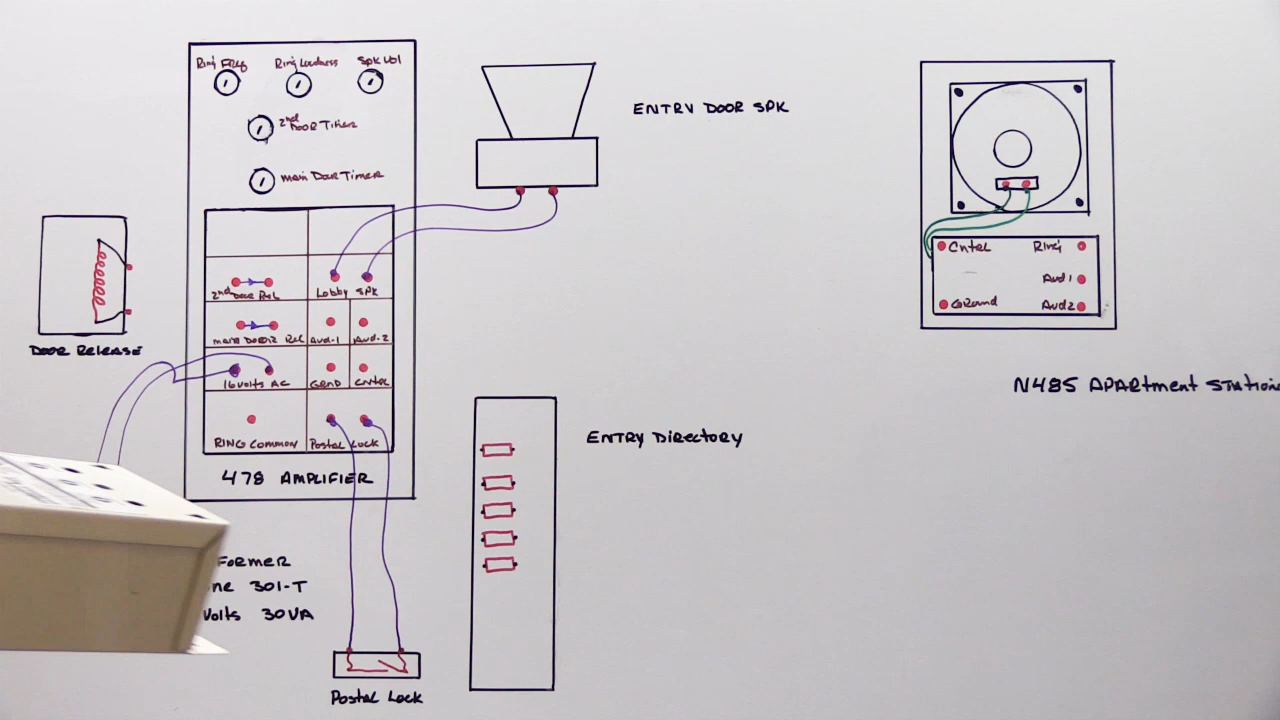 Ring Freq
Ring Loudness
Spk Vol
2nd Door Timer
main Door Timer
ENTRY DOOR SPK
2nd Door Rel
Lobby SPK
main Door Rel
Aud-1
Aud-2
16 Volts AC
GRND
CNTRL
RING COMMON
Postal Lock
478 AMPLIFIER
DOOR RELEASE
Cntrl
Ring
Aud 1
GROUND
Aud 2
N485 APARTment STATION
ENTRY DIRECTORY
FORMER
ne 301-T
Volts 30VA
Postal Lock